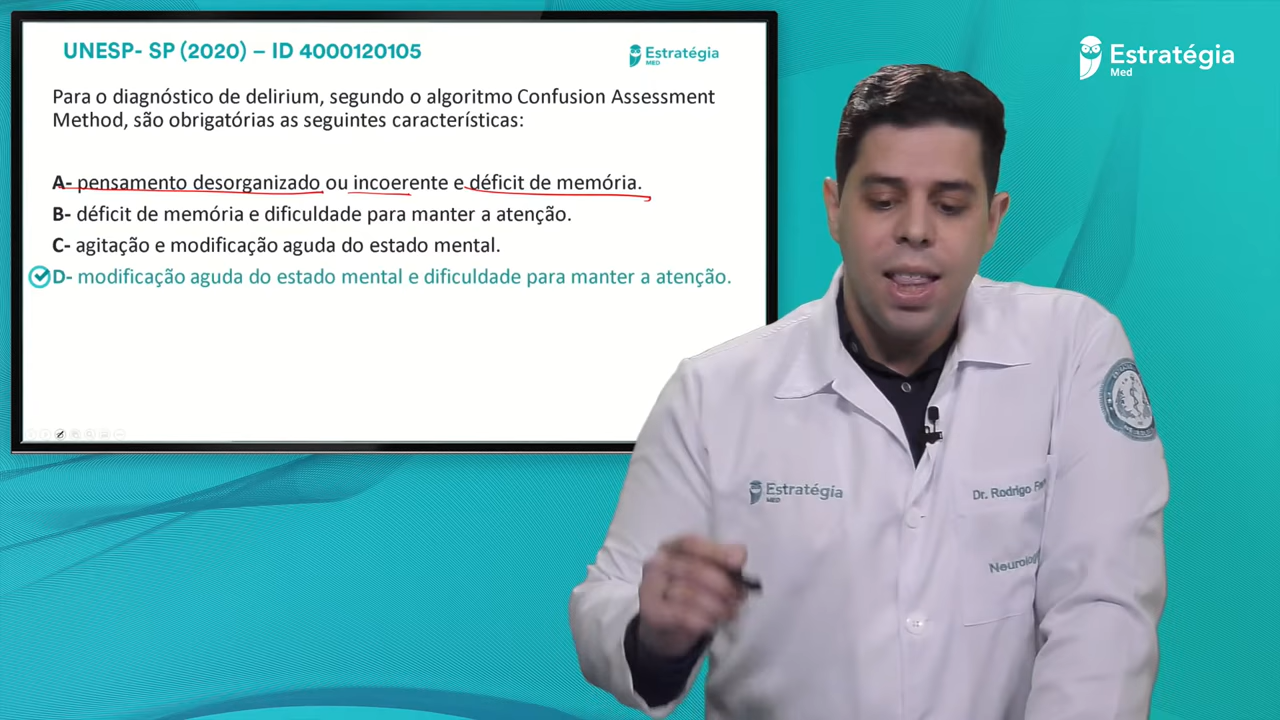 UNESP- SP (2020) – ID 4000120105
Estratégia
MED
Para o diagnóstico de delirium, segundo o algoritmo Confusion Assessment
Method, são obrigatórias as seguintes características:
A- pensamento desorganizado ou incoerente e déficit de memória.
B- déficit de memória e dificuldade para manter a atenção.
C- agitação e modificação aguda do estado mental.
D- modificação aguda do estado mental e dificuldade para manter a atenção.
Estratégia
Med
Estratégia
MED
Dr. Rodrigo